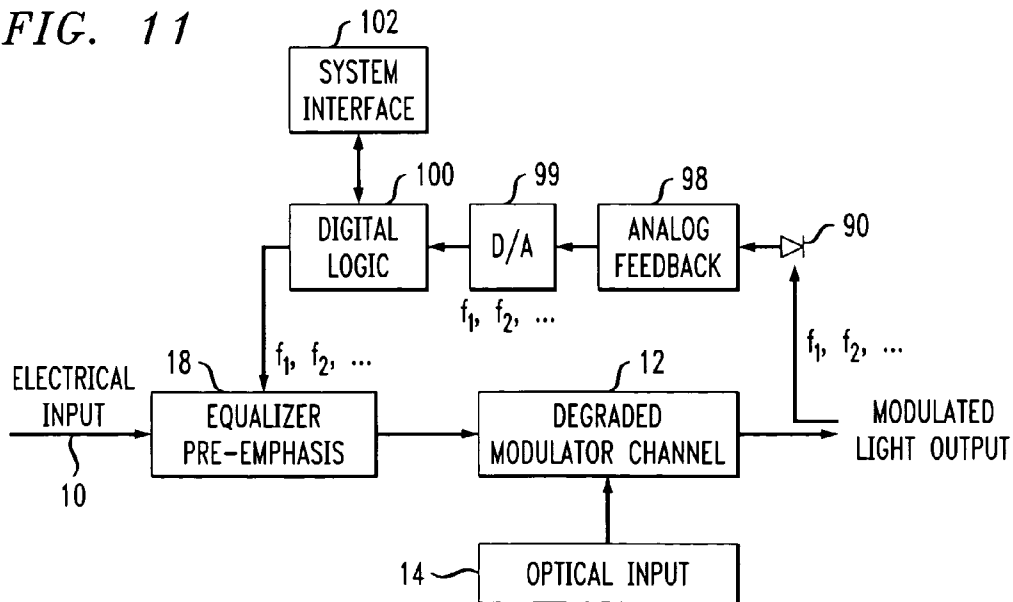 FIG. 11
102
SYSTEM
INTERFACE
100
99
98
DIGITAL
LOGIC
D/A
ANALOG
FEEDBACK
90
f1, f2, ...
f1, f2, ...
f1, f2, ...
18
12
ELECTRICAL
INPUT
EQUALIZER
PRE-EMPHASIS
DEGRADED
MODULATOR CHANNEL
MODULATED
LIGHT OUTPUT
10
14
OPTICAL INPUT